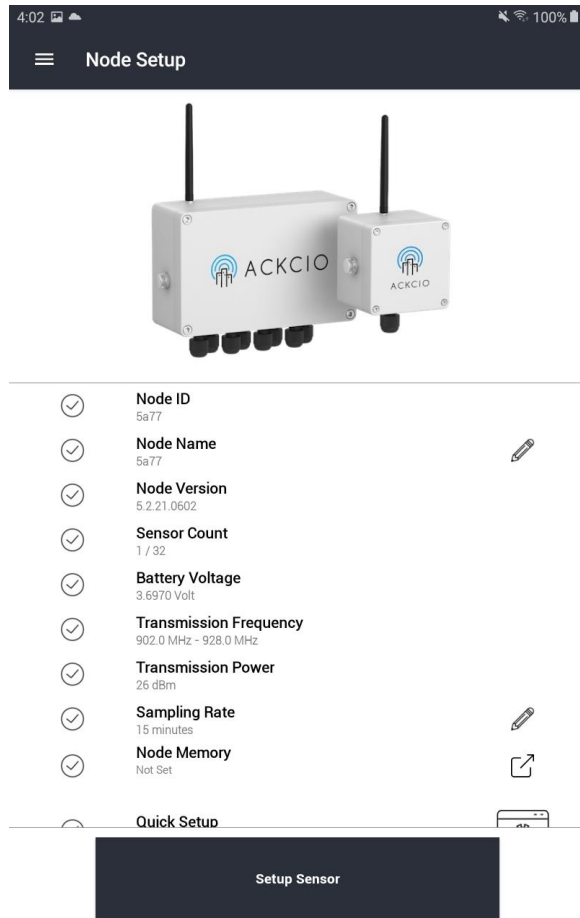 4:02
100%
Node Setup
ACKCIO
ACKCIO
Node ID
5a77
Node Name
5a77
Node Version
5.2.21.0602
Sensor Count
1 / 32
Battery Voltage
3.6970 Volt
Transmission Frequency
902.0 MHz - 928.0 MHz
Transmission Power
26 dBm
Sampling Rate
15 minutes
Node Memory
Not Set
Quick Setup
Setup Sensor